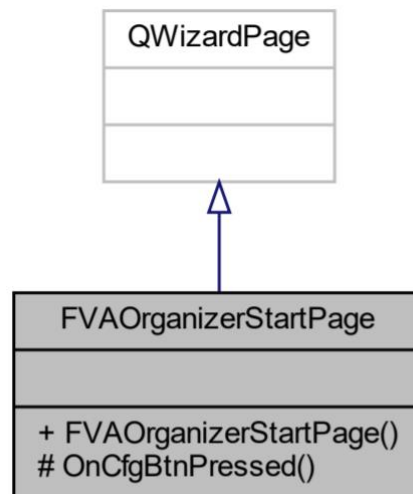 QWizardPage
FVAOrganizerStartPage
+ FVAOrganizerStartPage()
# OnCfgBtnPressed()